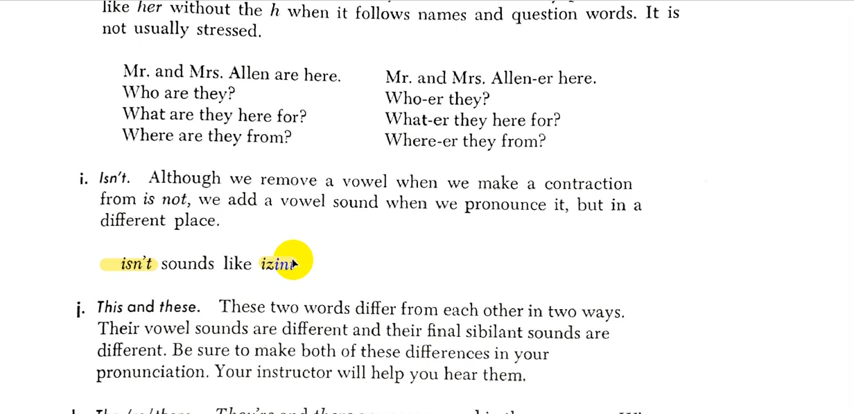 like her without the h when it follows names and question words. It is
not usually stressed.
Mr. and Mrs. Allen are here.
Who are they?
What are they here for?
Where are they from?
Mr. and Mrs. Allen-er here.
Who-er they?
What-er they here for?
Where-er they from?
i. Isn't. Although we remove a vowel when we make a contraction
from is not, we add a vowel sound when we pronounce it, but in a
different place.
isn't sounds like izint
j. This and these. These two words differ from each other in two ways.
Their vowel sounds are different and their final sibilant sounds are
different. Be sure to make both of these differences in your
pronunciation. Your instructor will help you hear them.